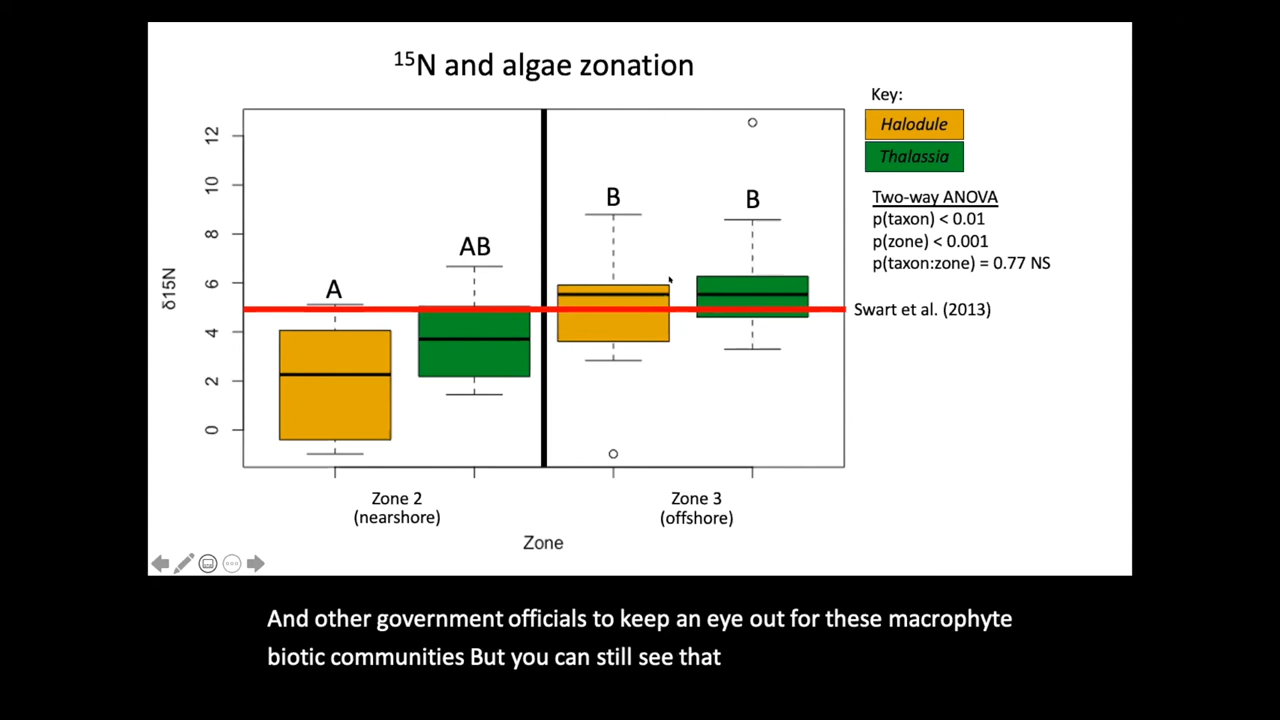 ¹⁵N and algae zonation
Key:
Halodule
Thalassia
Two-way ANOVA
p(taxon) < 0.01
p(zone) < 0.001
p(taxon:zone) = 0.77 NS
Swart et al. (2013)
δ15N
12
10
8
6
4
2
0
A
AB
B
B
Zone 2
(nearshore)
Zone 3
(offshore)
Zone
And other government officials to keep an eye out for these macrophyte
biotic communities But you can still see that